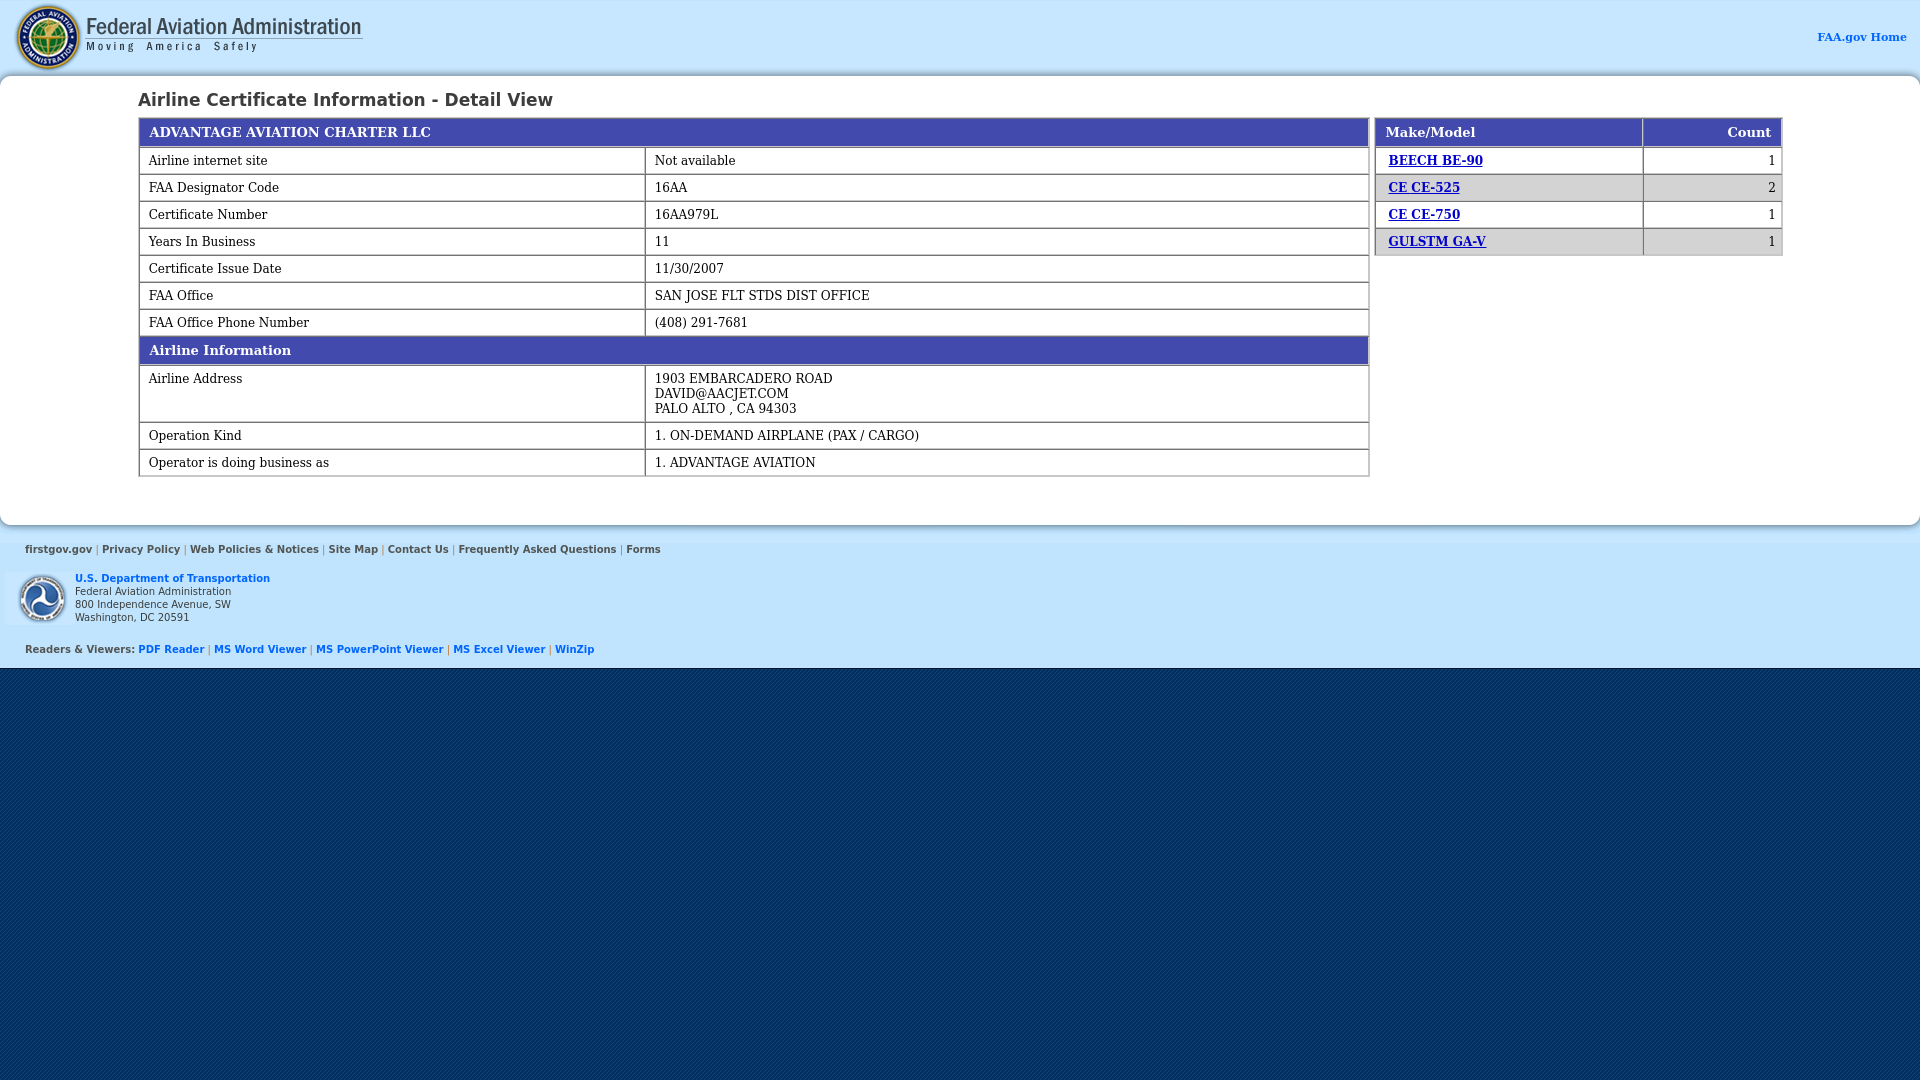 Federal Aviation Administration
Moving America Safely
FAA.gov Home
Airline Certificate Information - Detail View
ADVANTAGE AVIATION CHARTER LLC
Airline internet site Not available
FAA Designator Code 16AA
Certificate Number 16AA979L
Years In Business 11
Certificate Issue Date 11/30/2007
FAA Office SAN JOSE FLT STDS DIST OFFICE
FAA Office Phone Number (408) 291-7681
Airline Information
Airline Address 1903 EMBARCADERO ROAD
DAVID@AACJET.COM
PALO ALTO , CA 94303
Operation Kind 1. ON-DEMAND AIRPLANE (PAX / CARGO)
Operator is doing business as 1. ADVANTAGE AVIATION
Make/Model Count
BEECH BE-90 1
CE CE-525 2
CE CE-750 1
GULSTM GA-V 1
firstgov.gov | Privacy Policy | Web Policies & Notices | Site Map | Contact Us | Frequently Asked Questions | Forms
U.S. Department of Transportation
Federal Aviation Administration
800 Independence Avenue, SW
Washington, DC 20591
Readers & Viewers: PDF Reader | MS Word Viewer | MS PowerPoint Viewer | MS Excel Viewer | WinZip